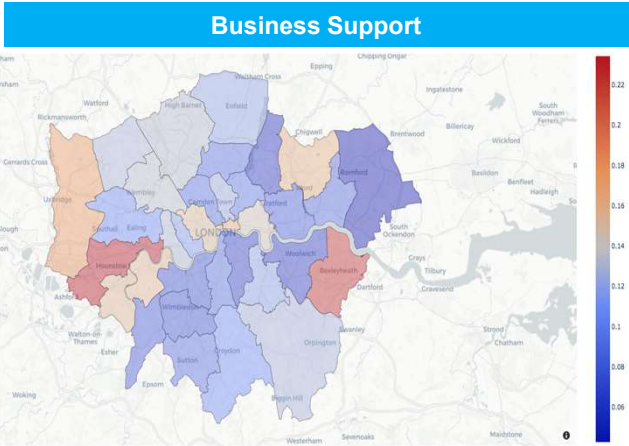 Business Support
Chipping Ongar
Epping
Waltham Cross
0.22
Watford
High Barnet
Enfield
Ingatestone
South
Woodham
Ferrers
Rickmansworth
Chigwell
Brentwood
Billericay
0.2
Wickford
Gerrards Cross
Romford
Basildon
0.18
Benfleet
Wembley
Ilford
Hadleigh
Uxbridge
Camden Town
Stratford
0.16
Southall
Ealing
LONDON
South
Ockendon
0.14
Woolwich
Grays
Hounslow
Bexleyheath
Tilbury
Dartford
Gravesend
0.12
Wimbledon
Walton-on-
Thames
Swanley
Strood
Orpington
Chatham
0.1
Esher
Croydon
Sutton
Epsom
0.08
Woking
Biggin Hill
0.06
Maidstone
Westerham
Sevenoaks